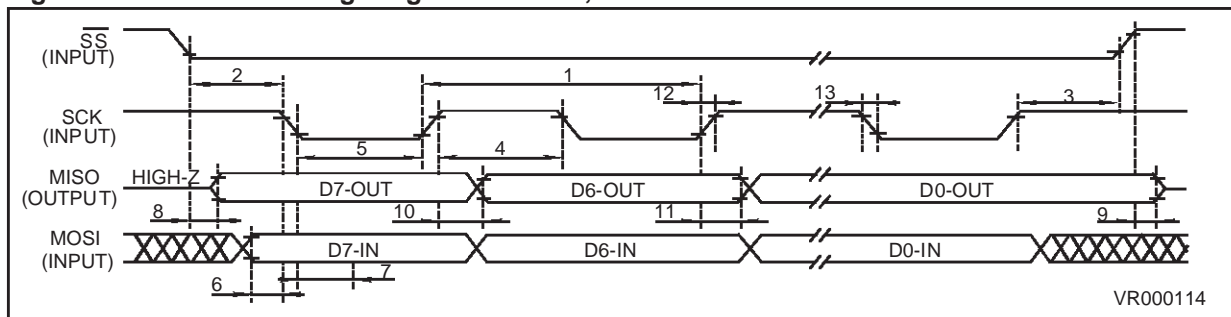 SS
(INPUT)
2
1
12
13
3
SCK
(INPUT)
5
4
MISO
(OUTPUT)
HIGH-Z
D7-OUT
D6-OUT
D0-OUT
8
10
11
9
MOSI
(INPUT)
D7-IN
D6-IN
D0-IN
6
7
VR000114